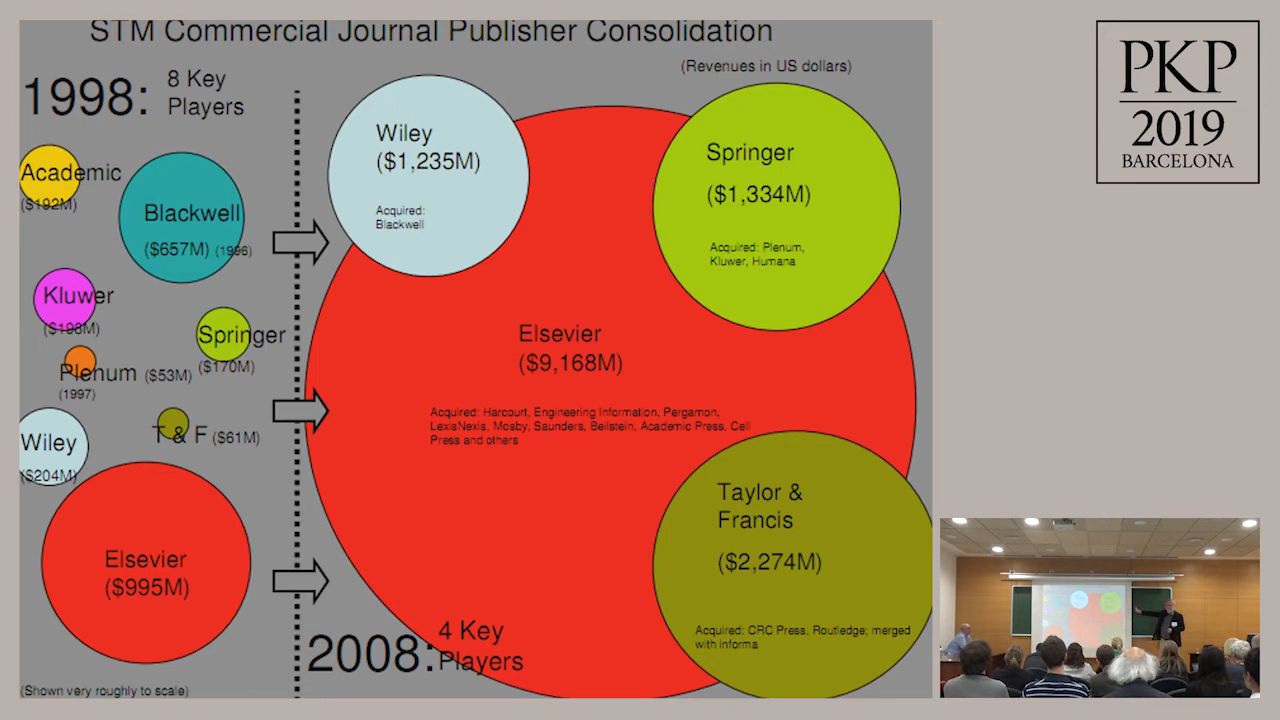 STM Commercial Journal Publisher Consolidation
(Revenues in US dollars)
1998:
8 Key
Players
Academic
($192M)
Blackwell
($657M) (1996)
Kluwer
($198M)
Springer
($170M)
Plenum ($53M)
(1997)
T & F ($61M)
Wiley
($204M)
Elsevier
($995M)
(Shown very roughly to scale)
Wiley
($1,235M)
Acquired:
Blackwell
Springer
($1,334M)
Acquired: Plenum,
Kluwer, Humana
Elsevier
($9,168M)
Acquired: Harcourt, Engineering Information, Pergamon,
LexisNexis, Mosby, Saunders, Beilstein, Academic Press, Cell
Press and others
Taylor &
Francis
($2,274M)
Acquired: CRC Press, Routledge; merged
with informa
2008:
4 Key
Players
PKP
2019
BARCELONA